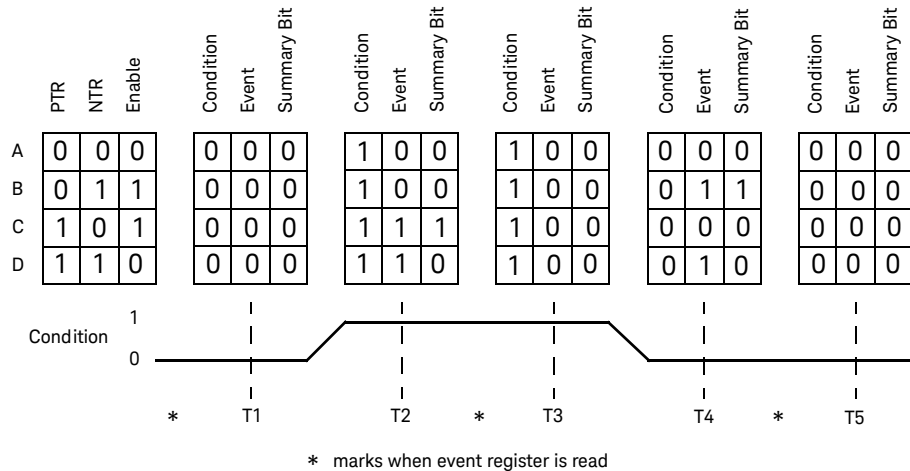 PTR NTR Enable Condition Event Summary Bit Condition Event Summary Bit Condition Event Summary Bit Condition Event Summary Bit Condition Event Summary Bit
A 0 0 0 0 0 0 1 0 0 1 0 0 0 0 0 0 0 0
B 0 1 1 0 0 0 1 0 0 1 0 0 0 1 1 0 0 0
C 1 0 1 0 0 0 1 1 1 1 0 0 0 0 0 0 0 0
D 1 1 0 0 0 0 1 1 0 1 0 0 0 1 0 0 0 0
1
Condition
0
* T1 T2 * T3 T4 * T5
* marks when event register is read